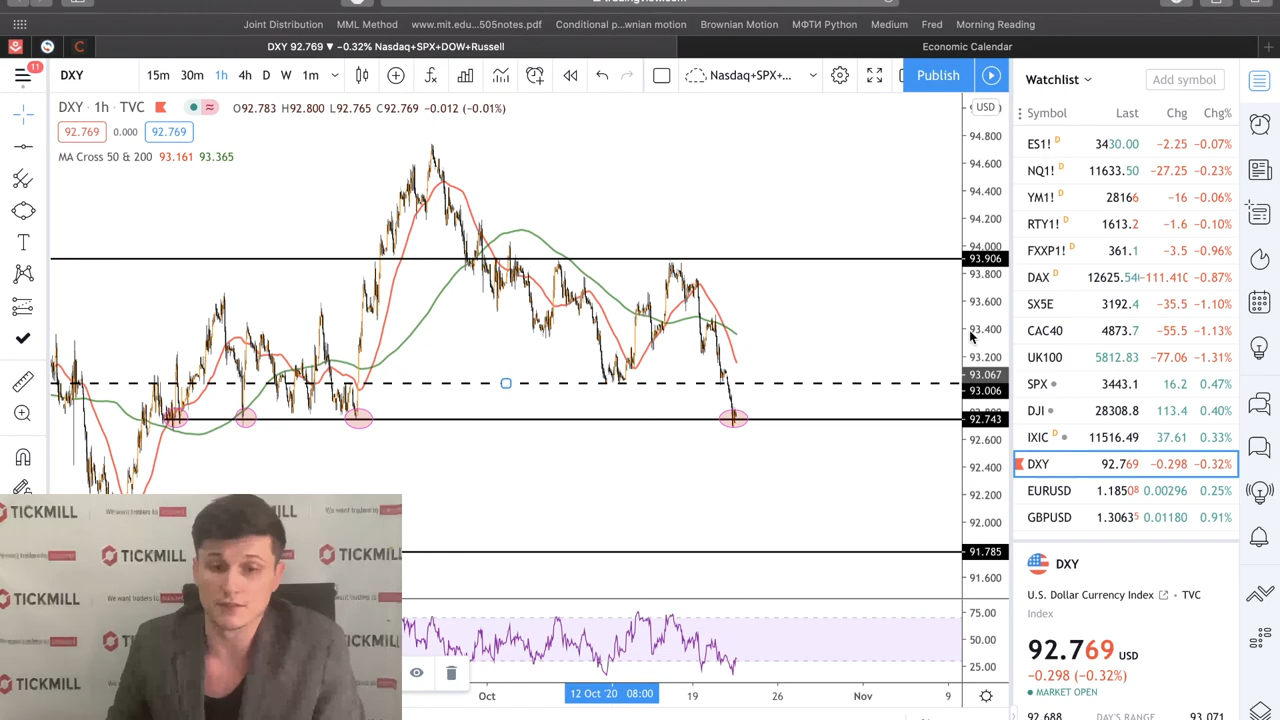 Joint Distribution MML Method www.mit.edu...505notes.pdf Conditional p...wnian motion Brownian Motion МФТИ Python Medium Fred Morning Reading
DXY 92.769 ▼ −0.32% Nasdaq+SPX+DOW+Russell Economic Calendar
11
DXY 15m 30m 1h 4h D W 1m Nasdaq+SPX+... Publish
DXY · 1h · TVC O92.783 H92.800 L92.765 C92.769 −0.012 (−0.01%)
92.769 0.000 92.769
MA Cross 50 & 200 93.161 93.365
USD
94.800
94.600
94.400
94.200
94.000
93.906
93.800
93.600
93.400
93.200
93.067
93.006
92.743
92.600
92.400
92.200
92.000
91.785
91.600
75.00
50.00
25.00
Oct 12 Oct '20 08:00 19 26 Nov 9
Watchlist Add symbol
Symbol Last Chg Chg%
ES1! D 3430.00 −2.25 −0.07%
NQ1! D 11633.50 −27.25 −0.23%
YM1! D 28166 −16 −0.06%
RTY1! D 1613.2 −1.6 −0.10%
FXXP1! D 361.1 −3.5 −0.96%
DAX D 12625.54 −111.410 −0.87%
SX5E 3192.4 −35.5 −1.10%
CAC40 4873.7 −55.5 −1.13%
UK100 5812.83 −77.06 −1.31%
SPX 3443.1 16.2 0.47%
DJI 28308.8 113.4 0.40%
IXIC D 11516.49 37.61 0.33%
DXY 92.769 −0.298 −0.32%
EURUSD 1.18508 0.00296 0.25%
GBPUSD 1.30635 0.01180 0.91%
DXY
U.S. Dollar Currency Index TVC
Index
92.769 USD
−0.298 (−0.32%)
MARKET OPEN
92.688 DAY'S RANGE 93.071
TICKMILL We want traders to succeed
TICKMILL
TICKMILL
TICKMILL
TICKMILL
TICKMILL